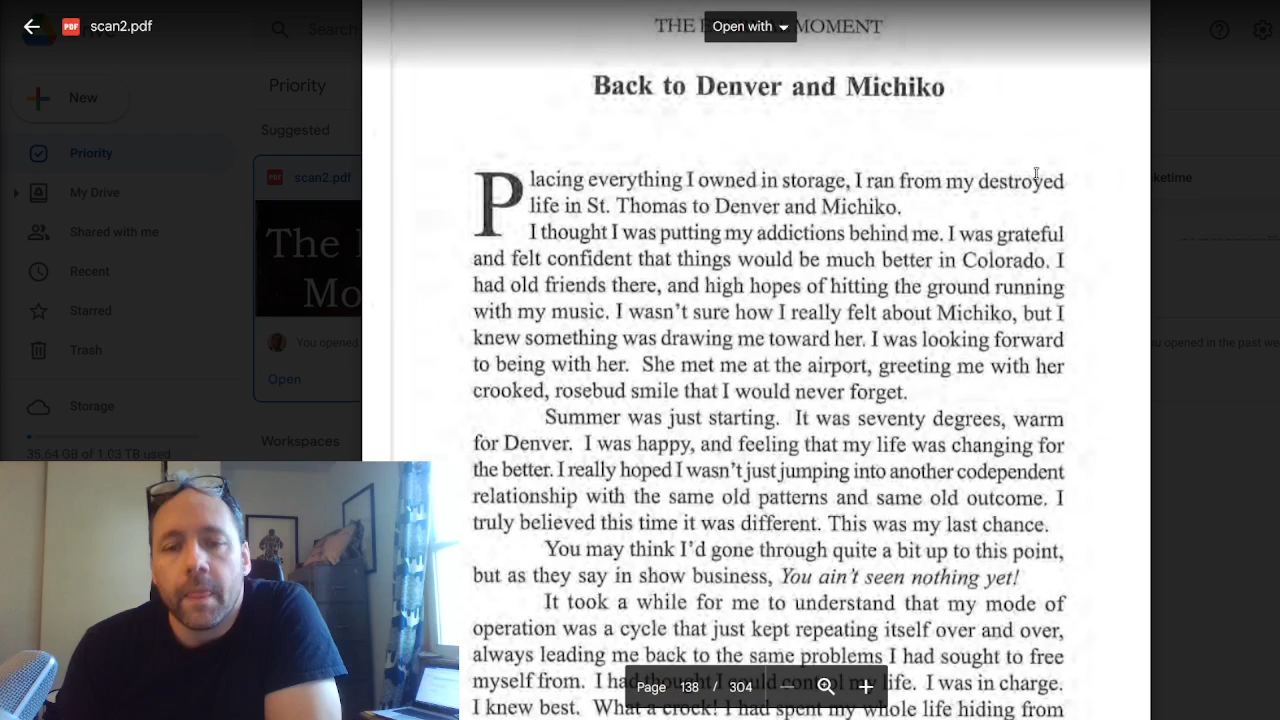 scan2.pdf
Search
Open with
THE E MOMENT
Back to Denver and Michiko
Placing everything I owned in storage, I ran from my destroyed
life in St. Thomas to Denver and Michiko.
I thought I was putting my addictions behind me. I was grateful
and felt confident that things would be much better in Colorado. I
had old friends there, and high hopes of hitting the ground running
with my music. I wasn't sure how I really felt about Michiko, but I
knew something was drawing me toward her. I was looking forward
to being with her. She met me at the airport, greeting me with her
crooked, rosebud smile that I would never forget.
Summer was just starting. It was seventy degrees, warm
for Denver. I was happy, and feeling that my life was changing for
the better. I really hoped I wasn't just jumping into another codependent
relationship with the same old patterns and same old outcome. I
truly believed this time it was different. This was my last chance.
You may think I'd gone through quite a bit up to this point,
but as they say in show business, You ain't seen nothing yet!
It took a while for me to understand that my mode of
operation was a cycle that just kept repeating itself over and over,
always leading me back to the same problems I had sought to free
myself from. I had thought I could control my life. I was in charge.
I knew best. What a crock! I had spent my whole life hiding from
Page 138 / 304
New
Priority
My Drive
Shared with me
Recent
Starred
Trash
Storage
35.64 GB of 1.03 TB used
Priority
Suggested
scan2.pdf
The
Mo
You opened
Open
Workspaces
ketime
u opened in the past we